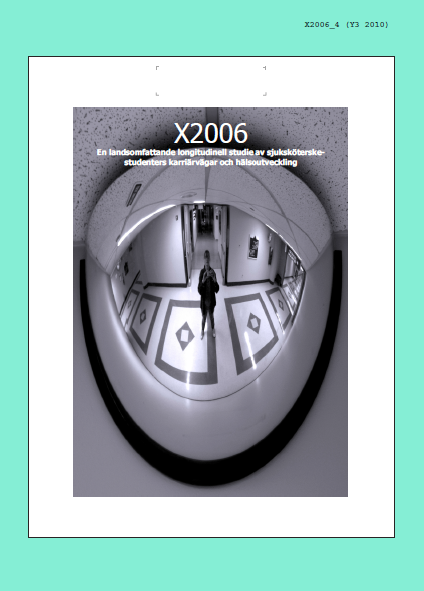 X2006_4 (Y3 2010)
X2006
En landsomfattande longitudinell studie av sjuksköterske-
studenters karriärvägar och hälsoutveckling